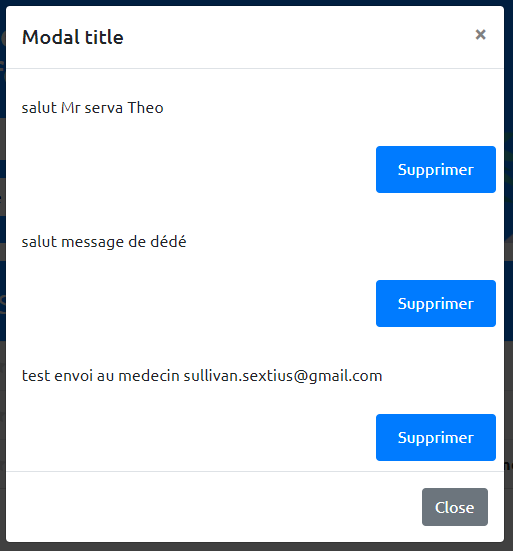 Modal title
×
salut Mr serva Theo
Supprimer
salut message de dédé
Supprimer
test envoi au medecin sullivan.sextius@gmail.com
Supprimer
Close